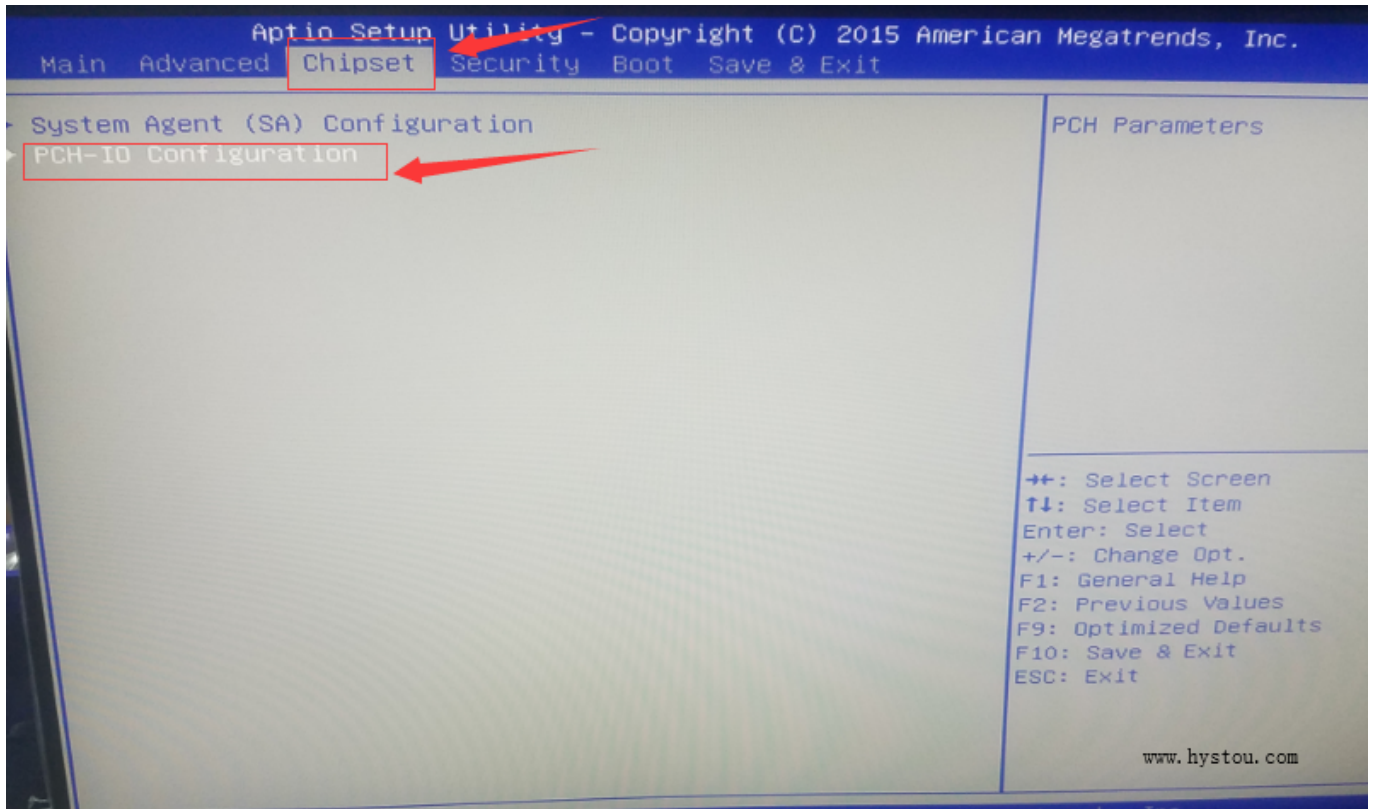 Aptio Setup Utility – Copyright (C) 2015 American Megatrends, Inc.
Main Advanced Chipset Security Boot Save & Exit
System Agent (SA) Configuration
PCH-IO Configuration
PCH Parameters
→←: Select Screen
↑↓: Select Item
Enter: Select
+/-: Change Opt.
F1: General Help
F2: Previous Values
F9: Optimized Defaults
F10: Save & Exit
ESC: Exit
www.hystou.com